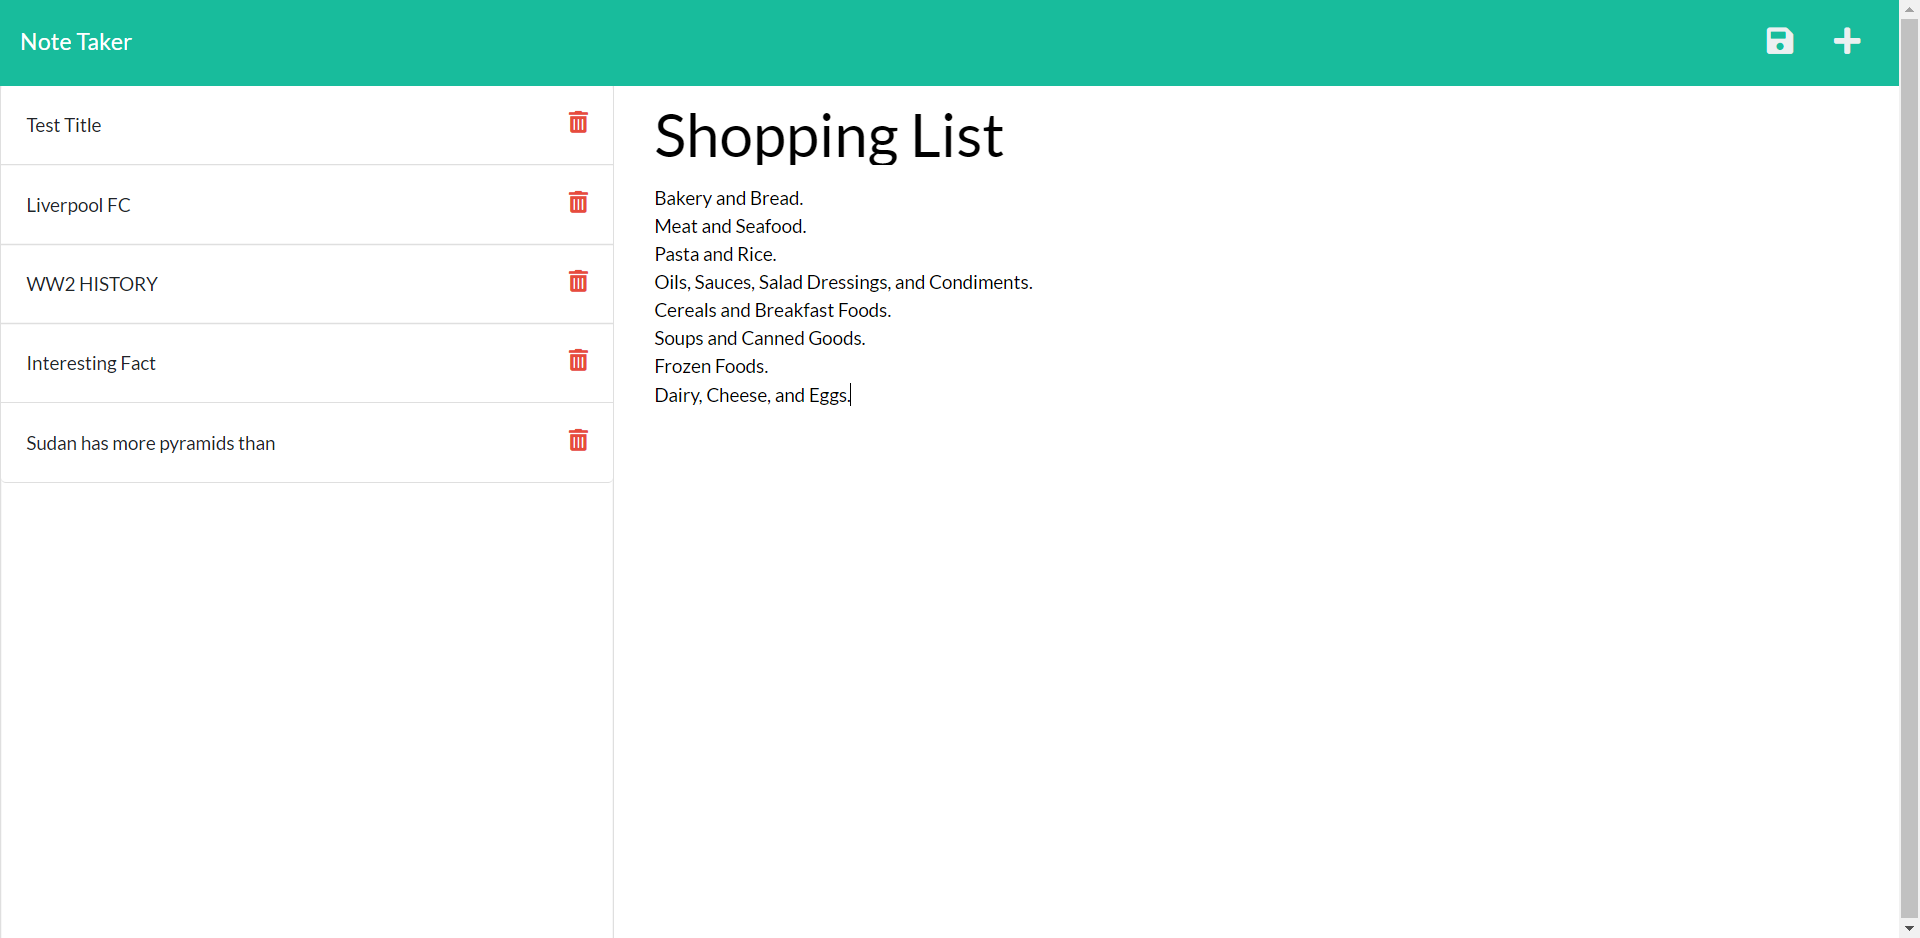 Note Taker
Test Title
Liverpool FC
WW2 HISTORY
Interesting Fact
Sudan has more pyramids than
Shopping List
Bakery and Bread.
Meat and Seafood.
Pasta and Rice.
Oils, Sauces, Salad Dressings, and Condiments.
Cereals and Breakfast Foods.
Soups and Canned Goods.
Frozen Foods.
Dairy, Cheese, and Eggs.